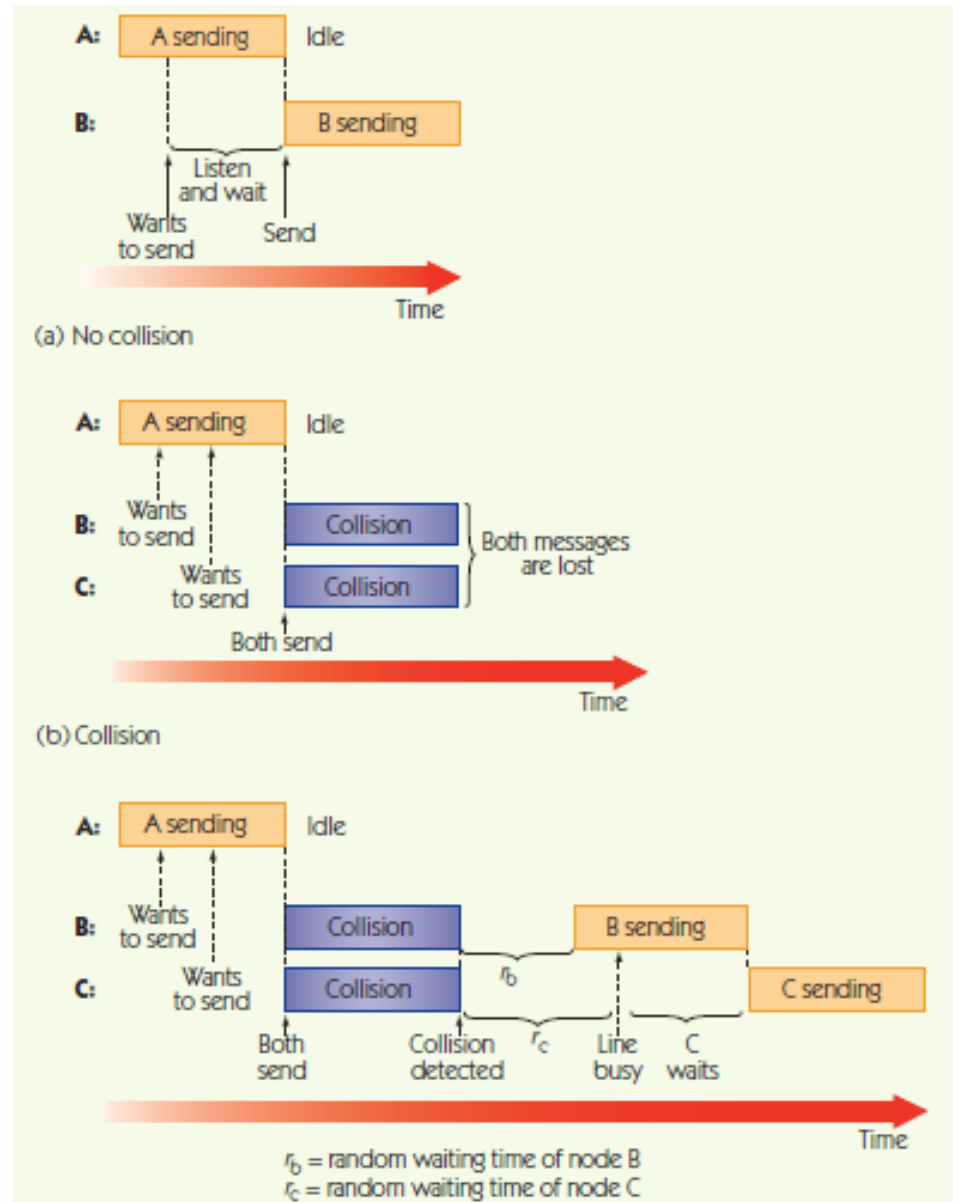 A: A sending Idle
B: B sending
Listen
and wait
Wants
to send
Send
Time
(a) No collision
A: A sending Idle
Wants
to send
B: Collision
Both messages
are lost
C: Wants
to send
Collision
Both send
Time
(b) Collision
A: A sending Idle
B: Wants
to send
Collision B sending
rb
C: Wants
to send
Collision C sending
rc
Both
send
Collision
detected
Line
busy
C
waits
Time
rb = random waiting time of node B
rc = random waiting time of node C